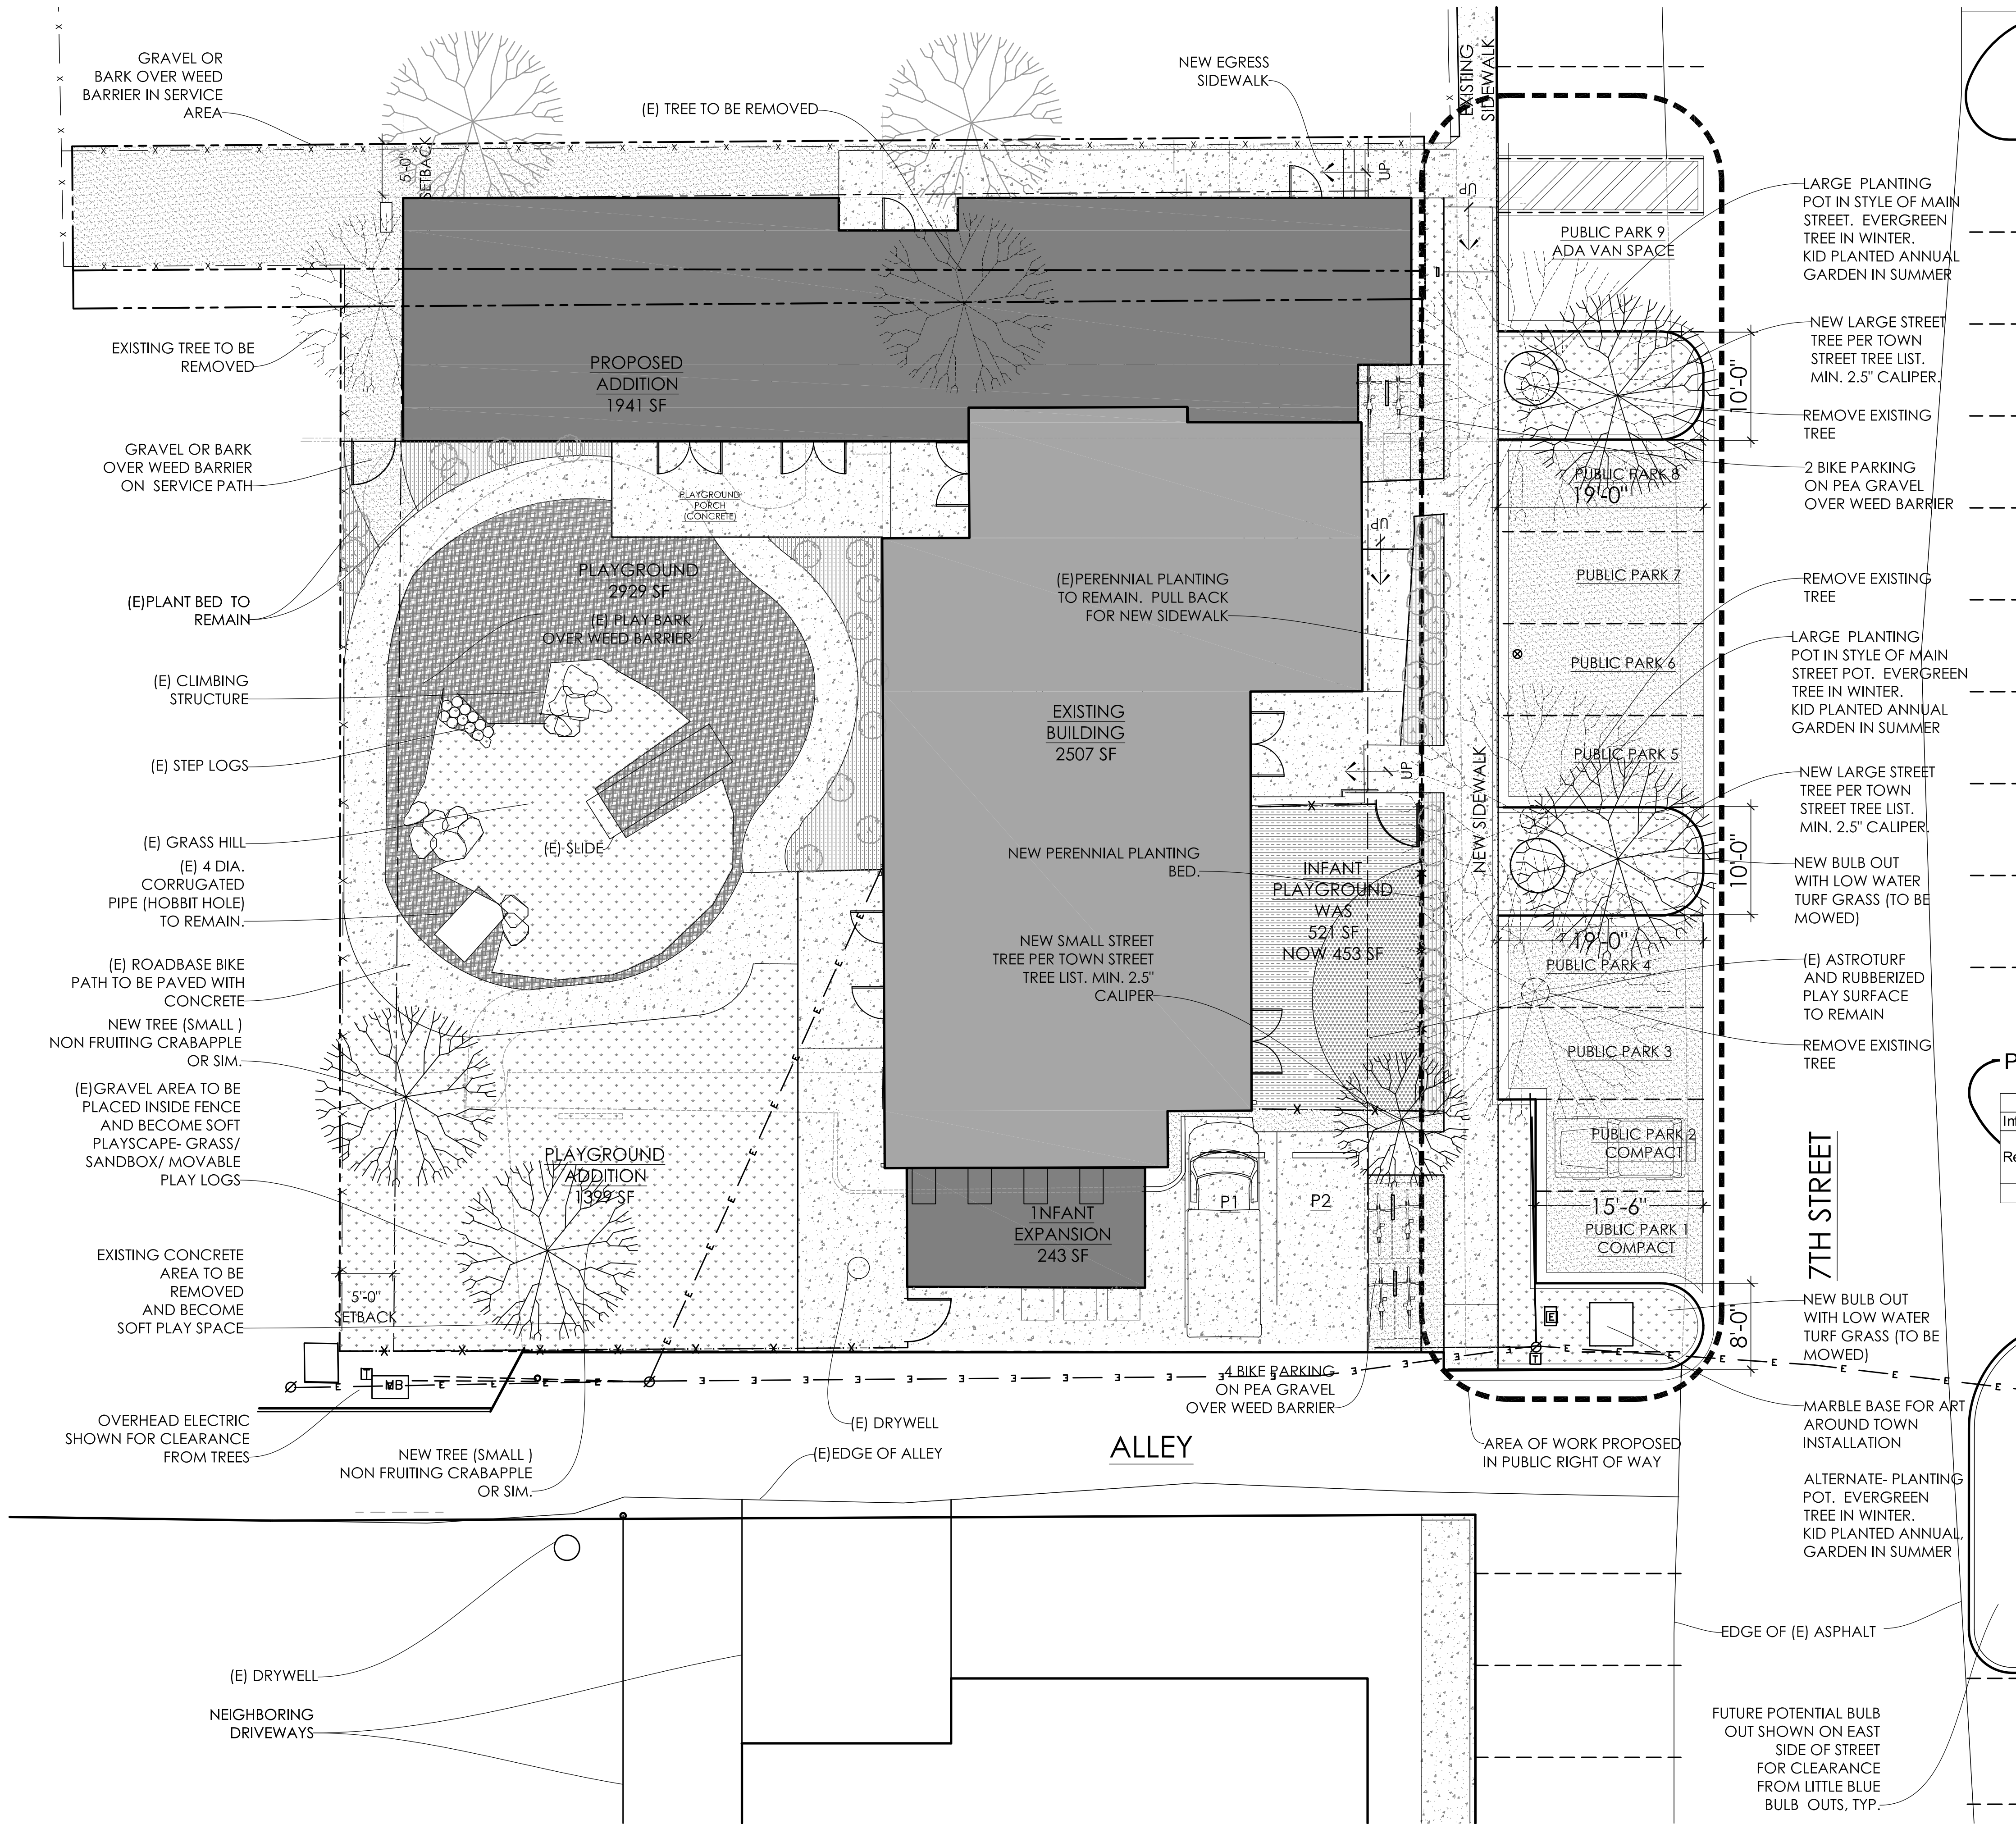 GRAVEL OR
BARK OVER WEED
BARRIER IN SERVICE
AREA
5'-0"
SETBACK
(E) TREE TO BE REMOVED
NEW EGRESS
SIDEWALK
EXISTING
SIDEWALK
UP
UP
PUBLIC PARK 9
ADA VAN SPACE
LARGE PLANTING
POT IN STYLE OF MAIN
STREET. EVERGREEN
TREE IN WINTER.
KID PLANTED ANNUAL
GARDEN IN SUMMER
EXISTING TREE TO BE
REMOVED
PROPOSED
ADDITION
1941 SF
NEW LARGE STREET
TREE PER TOWN
STREET TREE LIST.
MIN. 2.5" CALIPER.
10'-0"
REMOVE EXISTING
TREE
GRAVEL OR BARK
OVER WEED BARRIER
ON SERVICE PATH
PLAYGROUND
PORCH
(CONCRETE)
PUBLIC PARK 8
19'-0"
2 BIKE PARKING
ON PEA GRAVEL
OVER WEED BARRIER
UP
(E)PLANT BED TO
REMAIN
PLAYGROUND
2929 SF
(E) PLAY BARK
OVER WEED BARRIER
(E)PERENNIAL PLANTING
TO REMAIN. PULL BACK
FOR NEW SIDEWALK
PUBLIC PARK 7
REMOVE EXISTING
TREE
PUBLIC PARK 6
LARGE PLANTING
POT IN STYLE OF MAIN
STREET POT. EVERGREEN
TREE IN WINTER.
KID PLANTED ANNUAL
GARDEN IN SUMMER
(E) CLIMBING
STRUCTURE
EXISTING
BUILDING
2507 SF
(E) STEP LOGS
PUBLIC PARK 5
UP
NEW SIDEWALK
NEW LARGE STREET
TREE PER TOWN
STREET TREE LIST.
MIN. 2.5" CALIPER.
(E) GRASS HILL
(E) SLIDE
NEW PERENNIAL PLANTING
BED.
INFANT
PLAYGROUND
WAS
521 SF
NOW 453 SF
10'-0"
NEW BULB OUT
WITH LOW WATER
TURF GRASS (TO BE
MOWED)
(E) 4 DIA.
CORRUGATED
PIPE (HOBBIT HOLE)
TO REMAIN.
NEW SMALL STREET
TREE PER TOWN STREET
TREE LIST. MIN. 2.5"
CALIPER
19'-0"
PUBLIC PARK 4
(E) ASTROTURF
AND RUBBERIZED
PLAY SURFACE
TO REMAIN
(E) ROADBASE BIKE
PATH TO BE PAVED WITH
CONCRETE
NEW TREE (SMALL )
NON FRUITING CRABAPPLE
OR SIM.
PUBLIC PARK 3
REMOVE EXISTING
TREE
(E)GRAVEL AREA TO BE
PLACED INSIDE FENCE
AND BECOME SOFT
PLAYSCAPE- GRASS/
SANDBOX/ MOVABLE
PLAY LOGS
PLAYGROUND
ADDITION
1399 SF
PUBLIC PARK 2
COMPACT
7TH STREET
P1
P2
15'-6"
PUBLIC PARK 1
COMPACT
1NFANT
EXPANSION
243 SF
EXISTING CONCRETE
AREA TO BE
REMOVED
AND BECOME
SOFT PLAY SPACE
5'-0"
SETBACK
8'-0"
NEW BULB OUT
WITH LOW WATER
TURF GRASS (TO BE
MOWED)
E
T
T
MB
4 BIKE PARKING
ON PEA GRAVEL
OVER WEED BARRIER
MARBLE BASE FOR ART
AROUND TOWN
INSTALLATION
OVERHEAD ELECTRIC
SHOWN FOR CLEARANCE
FROM TREES
(E) DRYWELL
NEW TREE (SMALL )
NON FRUITING CRABAPPLE
OR SIM.
(E)EDGE OF ALLEY
ALLEY
AREA OF WORK PROPOSED
IN PUBLIC RIGHT OF WAY
ALTERNATE- PLANTING
POT. EVERGREEN
TREE IN WINTER.
KID PLANTED ANNUAL,
GARDEN IN SUMMER
EDGE OF (E) ASPHALT
(E) DRYWELL
NEIGHBORING
DRIVEWAYS
FUTURE POTENTIAL BULB
OUT SHOWN ON EAST
SIDE OF STREET
FOR CLEARANCE
FROM LITTLE BLUE
BULB OUTS, TYP.